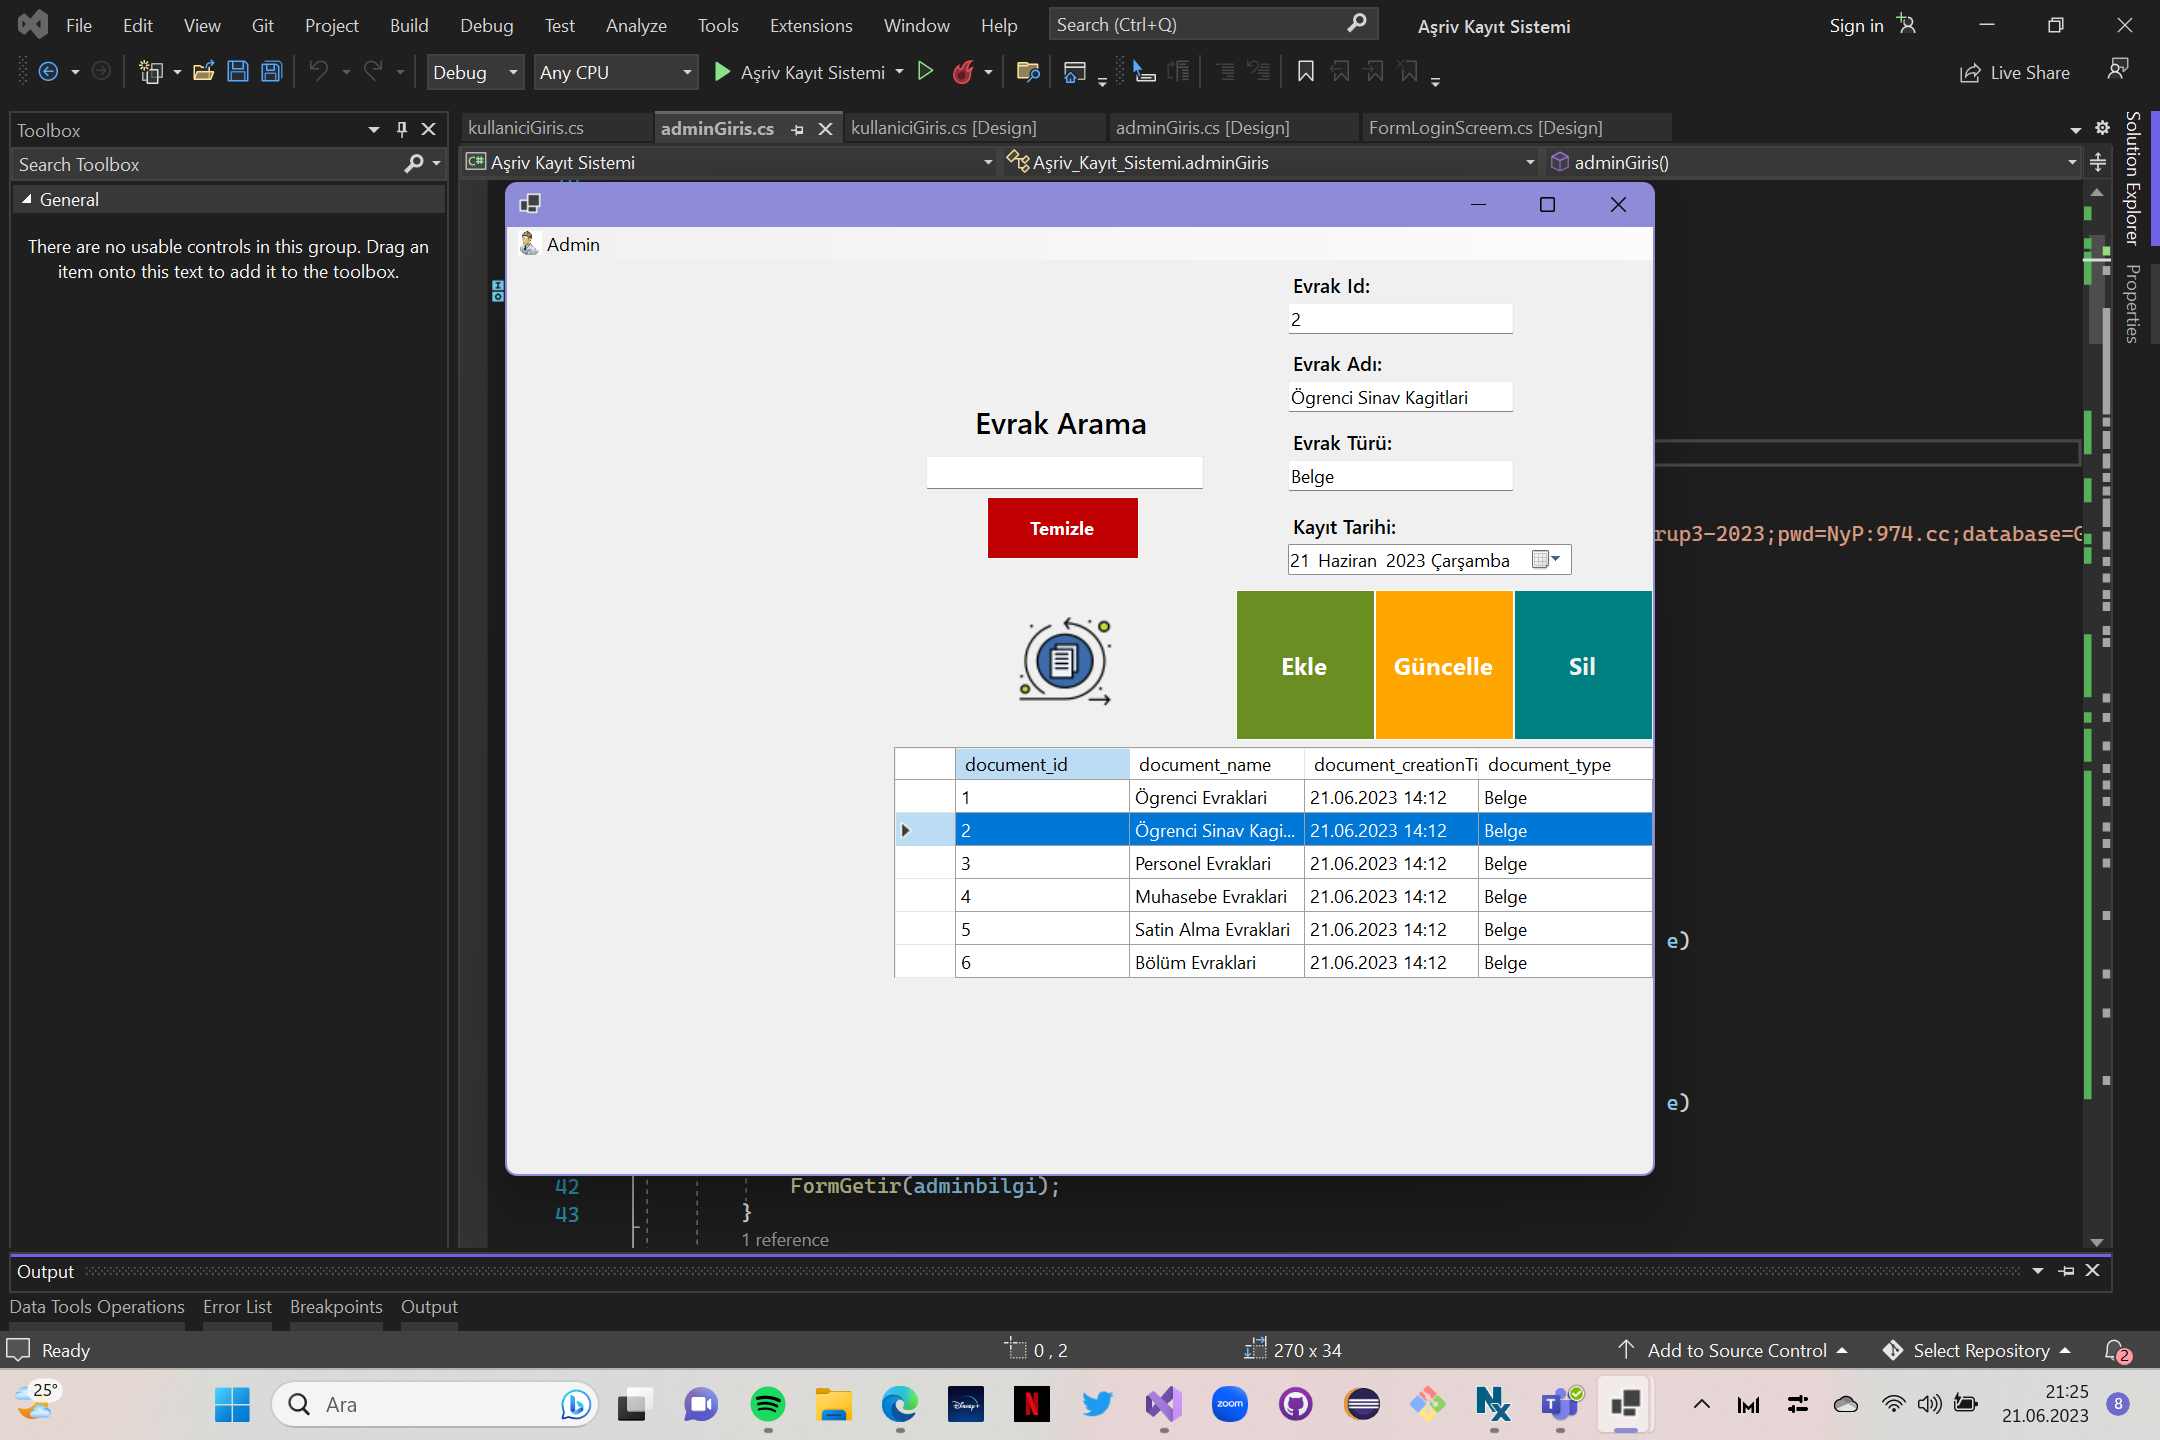 File Edit View Git Project Build Debug Test Analyze Tools Extensions Window Help Search (Ctrl+Q) Aşriv Kayıt Sistemi Sign in
Debug Any CPU Aşriv Kayıt Sistemi Live Share
Toolbox
Search Toolbox
General
There are no usable controls in this group. Drag an
item onto this text to add it to the toolbox.
kullaniciGiris.cs adminGiris.cs kullaniciGiris.cs [Design] adminGiris.cs [Design] FormLoginScreem.cs [Design]
C# Aşriv Kayıt Sistemi Aşriv_Kayıt_Sistemi.adminGiris adminGiris()
Solution Explorer
Properties
Admin
Evrak Id:
2
Evrak Adı:
Ögrenci Sinav Kagitlari
Evrak Arama
Evrak Türü:
Belge
Temizle
Kayıt Tarihi:
21 Haziran 2023 Çarşamba
rup3-2023;pwd=NyP:974.cc;database=G
Ekle Güncelle Sil
document_id document_name document_creationTi document_type
1 Ögrenci Evraklari 21.06.2023 14:12 Belge
2 Ögrenci Sinav Kagi... 21.06.2023 14:12 Belge
3 Personel Evraklari 21.06.2023 14:12 Belge
4 Muhasebe Evraklari 21.06.2023 14:12 Belge
5 Satin Alma Evraklari 21.06.2023 14:12 Belge
6 Bölüm Evraklari 21.06.2023 14:12 Belge
e)
e)
42 FormGetir(adminbilgi);
43 }
1 reference
Output
Data Tools Operations Error List Breakpoints Output
Ready 0 , 2 270 x 34 Add to Source Control Select Repository 2
25° Ara Disney+ N zoom 21:25
21.06.2023 8